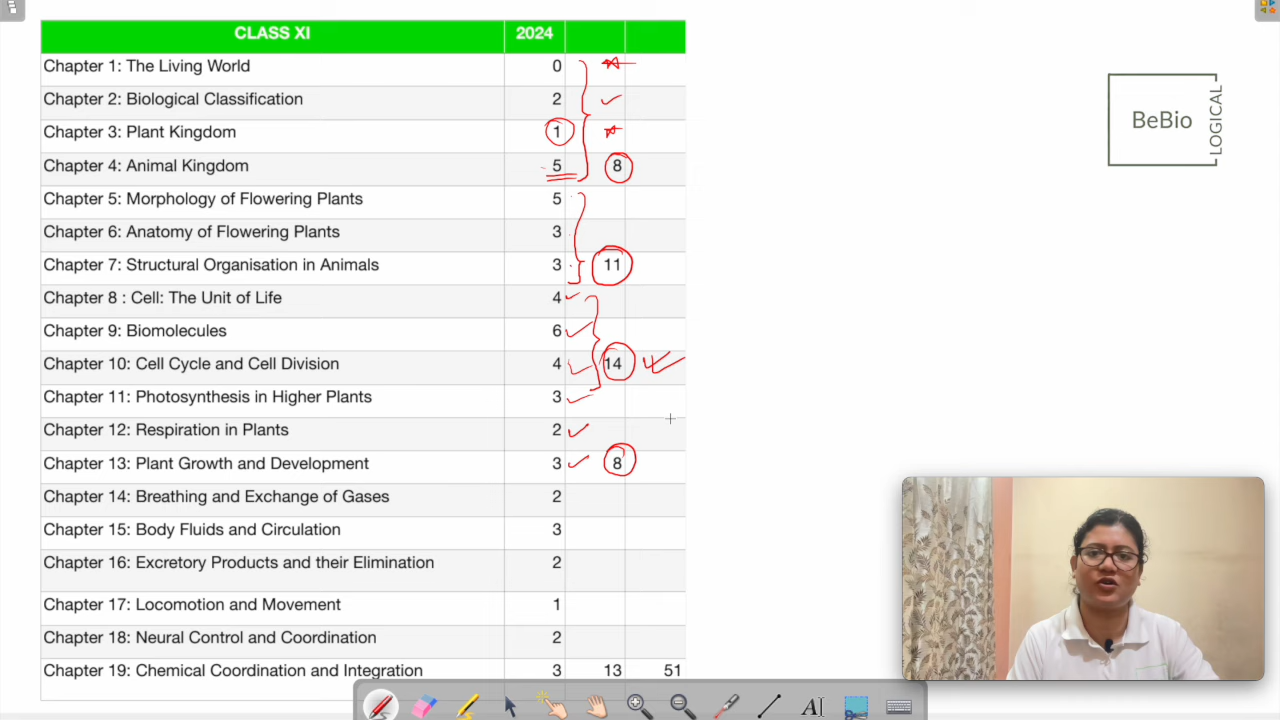 CLASS XI 2024
Chapter 1: The Living World 0
Chapter 2: Biological Classification 2
Chapter 3: Plant Kingdom 1
Chapter 4: Animal Kingdom 5 8
Chapter 5: Morphology of Flowering Plants 5
Chapter 6: Anatomy of Flowering Plants 3
Chapter 7: Structural Organisation in Animals 3 11
Chapter 8 : Cell: The Unit of Life 4
Chapter 9: Biomolecules 6
Chapter 10: Cell Cycle and Cell Division 4 14
Chapter 11: Photosynthesis in Higher Plants 3
Chapter 12: Respiration in Plants 2
Chapter 13: Plant Growth and Development 3 8
Chapter 14: Breathing and Exchange of Gases 2
Chapter 15: Body Fluids and Circulation 3
Chapter 16: Excretory Products and their Elimination 2
Chapter 17: Locomotion and Movement 1
Chapter 18: Neural Control and Coordination 2
Chapter 19: Chemical Coordination and Integration 3 13 51
BeBio
LOGICAL